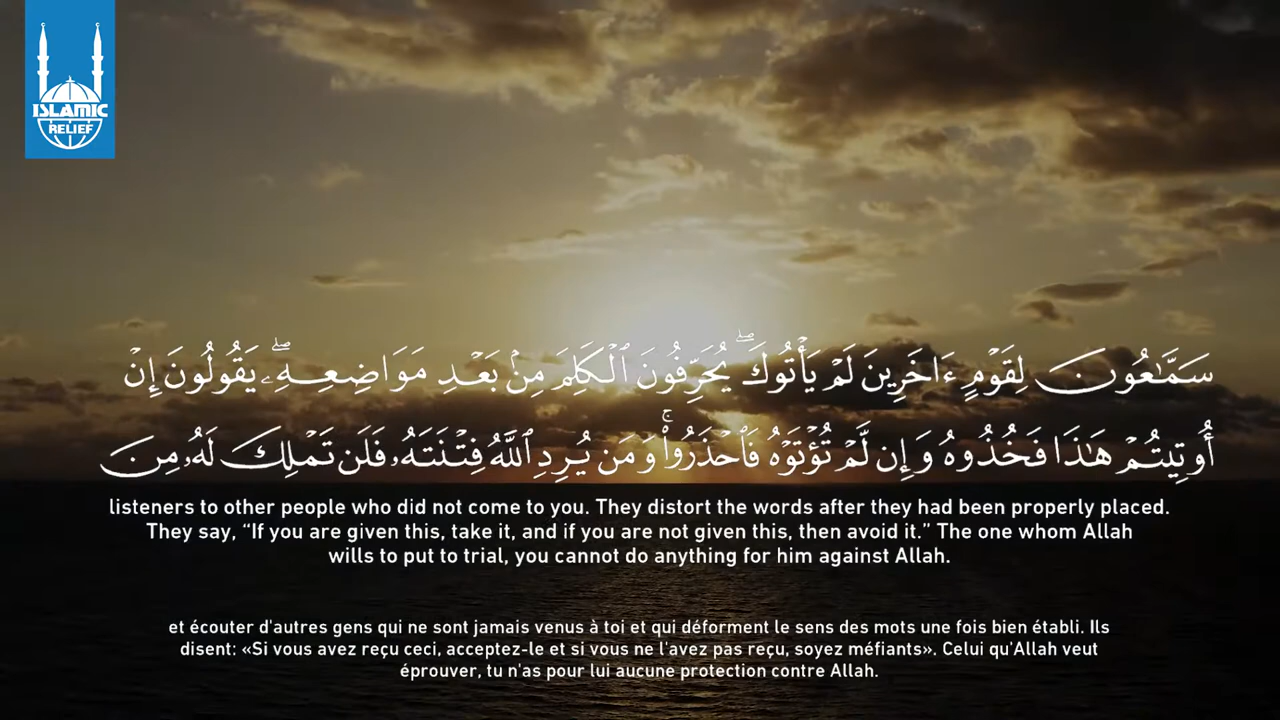 ISLAMIC
RELIEF
سَمَّـٰعُونَ لِقَوْمٍ ءَاخَرِينَ لَمْ يَأْتُوكَ ۖ يُحَرِّفُونَ ٱلْكَلِمَ مِنۢ بَعْدِ مَوَاضِعِهِۦ ۖ يَقُولُونَ إِنْ
أُوتِيتُمْ هَـٰذَا فَخُذُوهُ وَإِن لَّمْ تُؤْتَوْهُ فَٱحْذَرُوا۟ ۚ وَمَن يُرِدِ ٱللَّهُ فِتْنَتَهُۥ فَلَن تَمْلِكَ لَهُۥ مِنَ
listeners to other people who did not come to you. They distort the words after they had been properly placed.
They say, “If you are given this, take it, and if you are not given this, then avoid it.” The one whom Allah
wills to put to trial, you cannot do anything for him against Allah.
et écouter d'autres gens qui ne sont jamais venus à toi et qui déforment le sens des mots une fois bien établi. Ils
disent: «Si vous avez reçu ceci, acceptez-le et si vous ne l'avez pas reçu, soyez méfiants». Celui qu'Allah veut
éprouver, tu n'as pour lui aucune protection contre Allah.